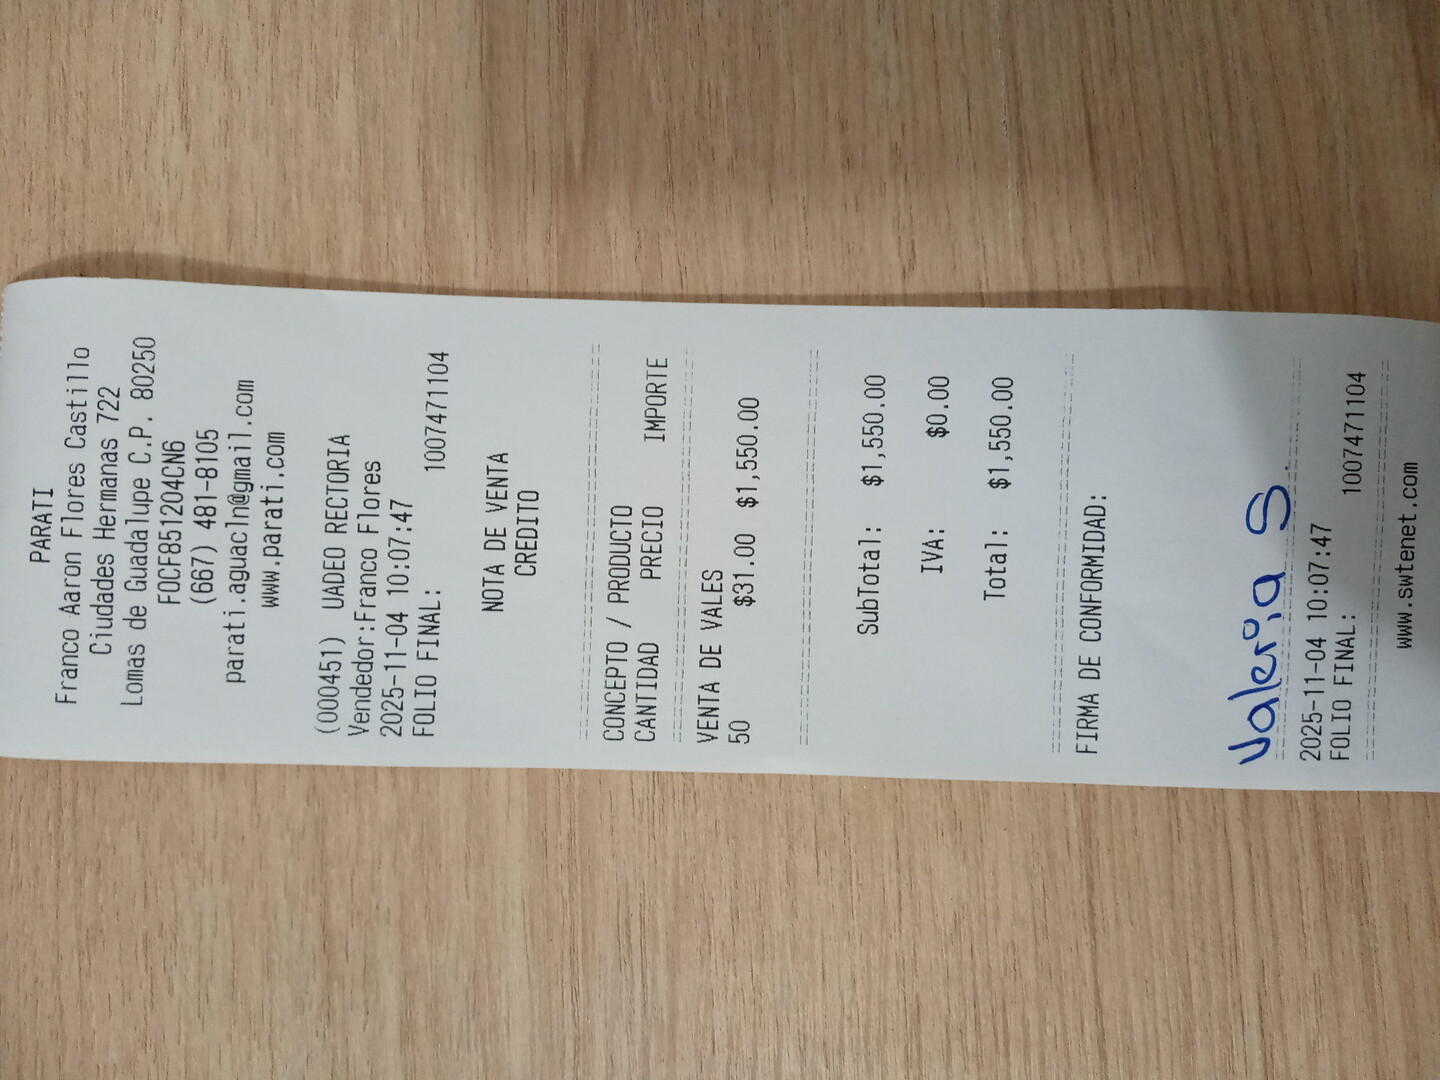 PARATI
Franco Aaron Flores Castillo
Ciudades Hermanas 722
Lomas de Guadalupe C.P. 80250
FOCF851204CN6
(667) 481-8105
parati.aguacln@gmail.com
www.parati.com
(000451) UADEO RECTORIA
Vendedor:Franco Flores
2025-11-04 10:07:47
FOLIO FINAL: 1007471104
NOTA DE VENTA
CREDITO
CONCEPTO / PRODUCTO
CANTIDAD PRECIO IMPORTE
VENTA DE VALES
50 $31.00 $1,550.00
SubTotal: $1,550.00
IVA: $0.00
Total: $1,550.00
FIRMA DE CONFORMIDAD:
Valeria S.
2025-11-04 10:07:47
FOLIO FINAL: 1007471104
www.swtenet.com